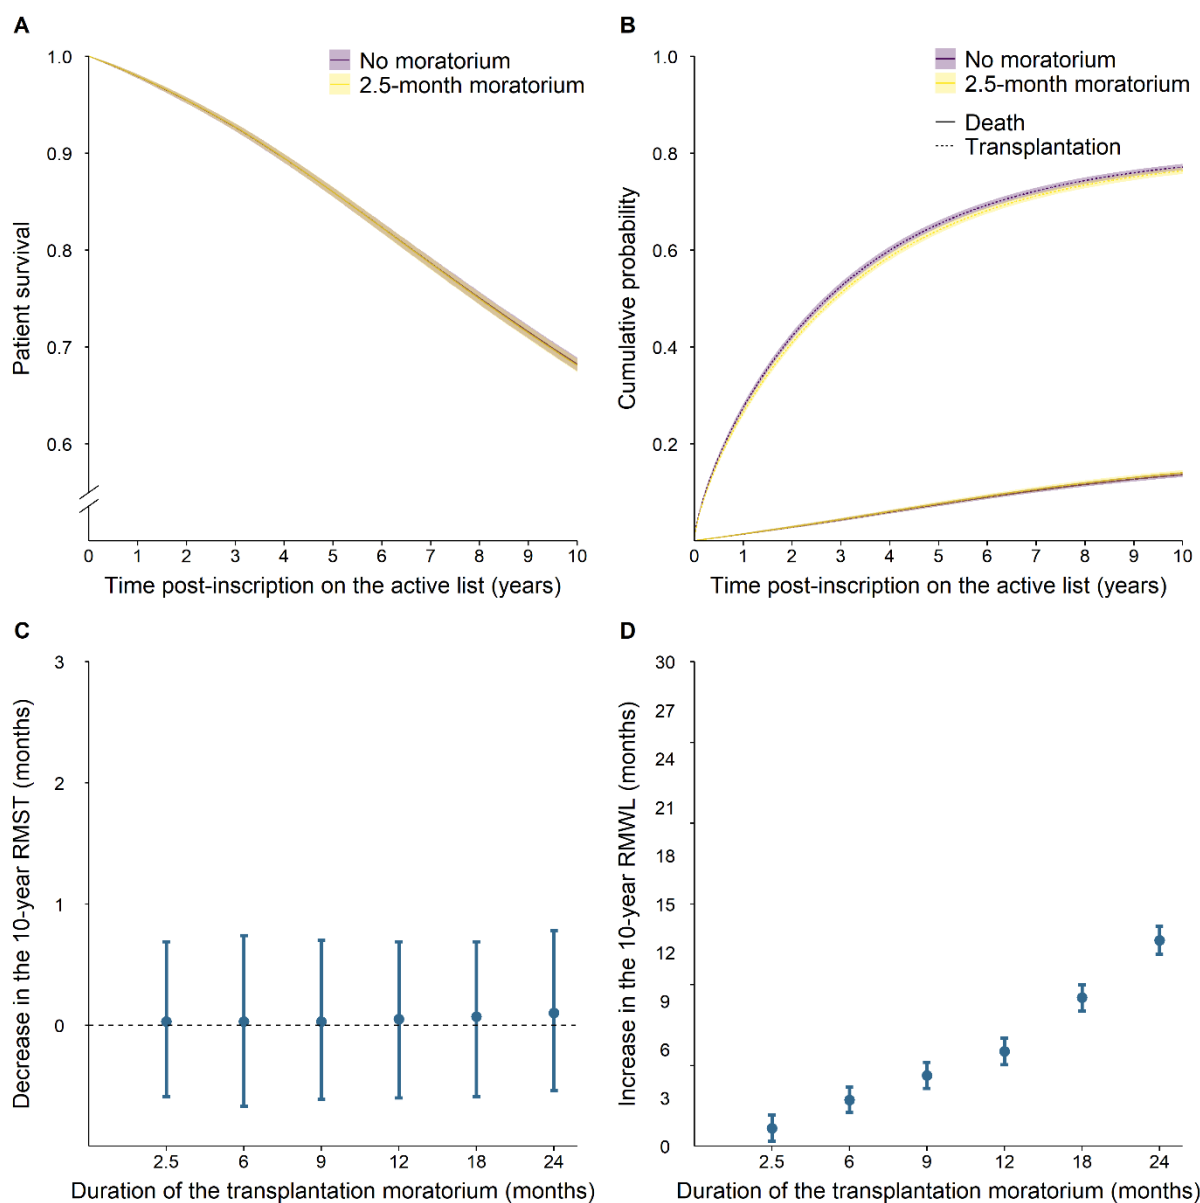 A
No moratorium
2.5-month moratorium
1.0
0.9
0.8
0.7
0.6
Patient survival
0 1 2 3 4 5 6 7 8 9 10
Time post-inscription on the active list (years)
B
No moratorium
2.5-month moratorium
Death
Transplantation
1.0
0.8
0.6
0.4
0.2
Cumulative probability
0 1 2 3 4 5 6 7 8 9 10
Time post-inscription on the active list (years)
C
3
2
1
0
Decrease in the 10-year RMST (months)
2.5 6 9 12 18 24
Duration of the transplantation moratorium (months)
D
30
27
24
21
18
15
12
9
6
3
0
Increase in the 10-year RMWL (months)
2.5 6 9 12 18 24
Duration of the transplantation moratorium (months)